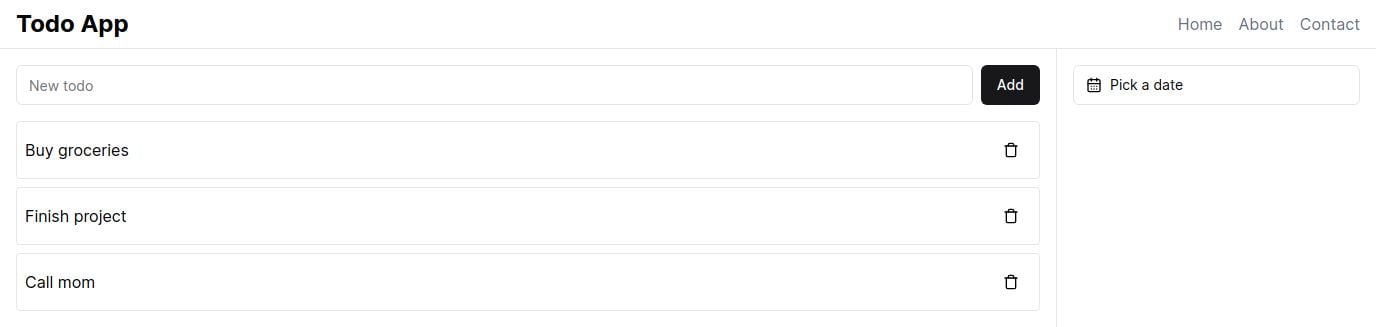 Todo App
Home About Contact
New todo
Add
Pick a date
Buy groceries
Finish project
Call mom